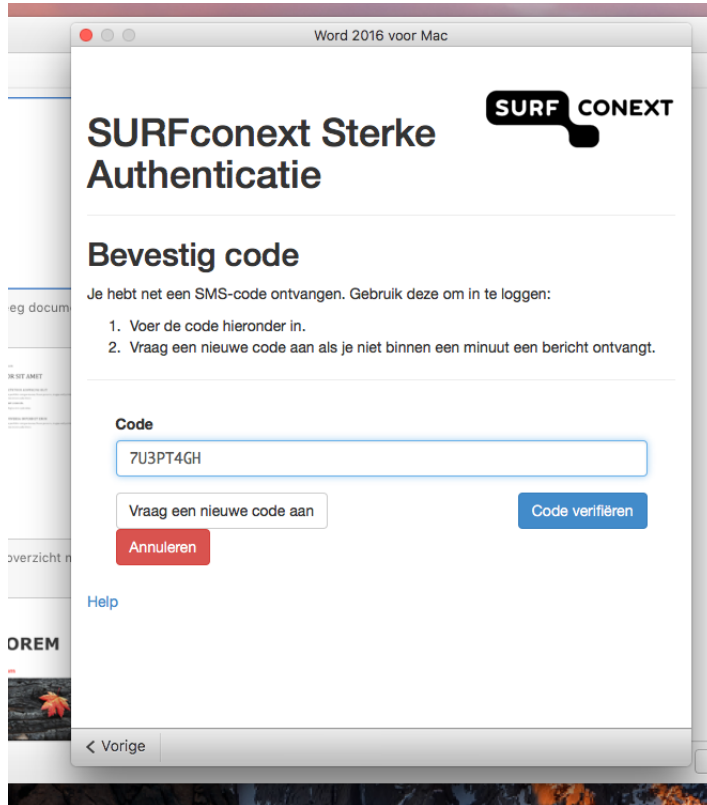 Word 2016 voor Mac
SURF CONEXT
SURFconext Sterke
Authenticatie
Bevestig code
Je hebt net een SMS-code ontvangen. Gebruik deze om in te loggen:
1. Voer de code hieronder in.
2. Vraag een nieuwe code aan als je niet binnen een minuut een bericht ontvangt.
eg docum
OR SIT AMET
Code
7U3PT4GH
Vraag een nieuwe code aan
Code verifiëren
Annuleren
overzicht n
Help
OREM
Vorige